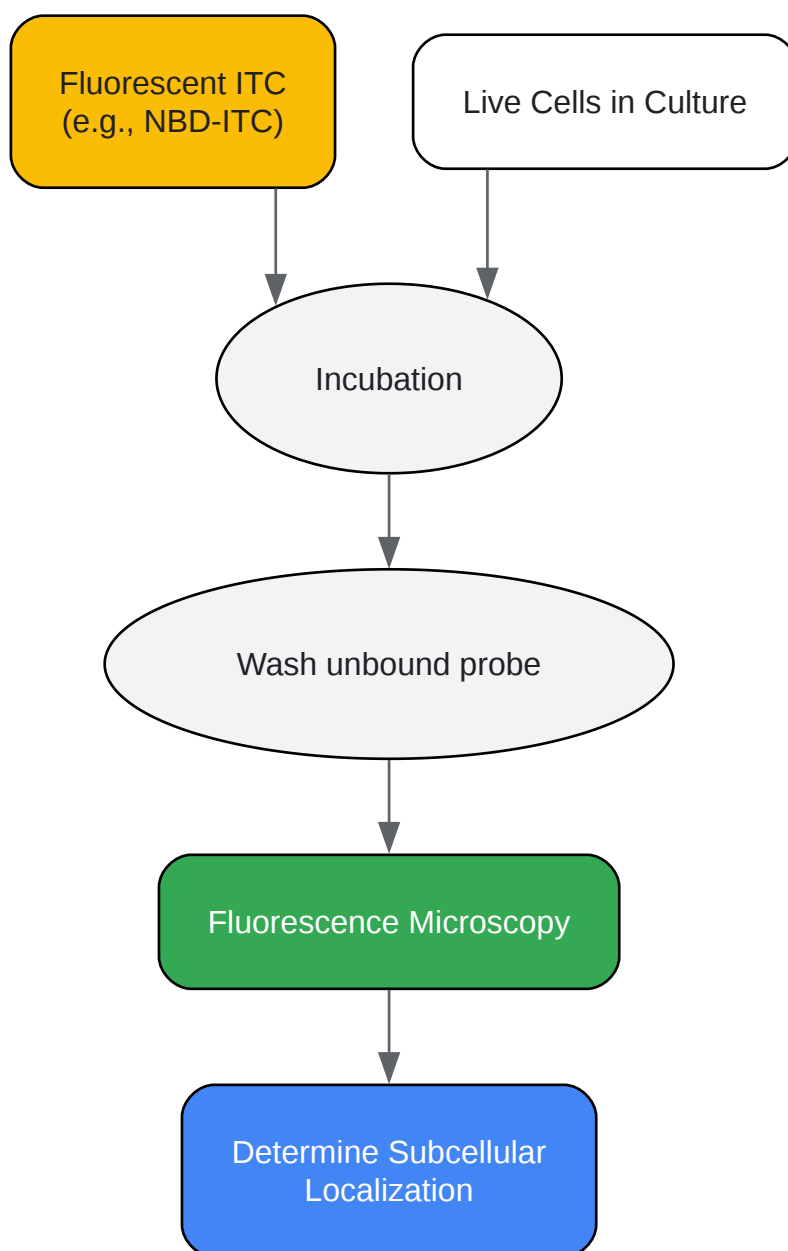 Fluorescent ITC
(e.g., NBD-ITC)
Live Cells in Culture
Incubation
Wash unbound probe
Fluorescence Microscopy
Determine Subcellular
Localization